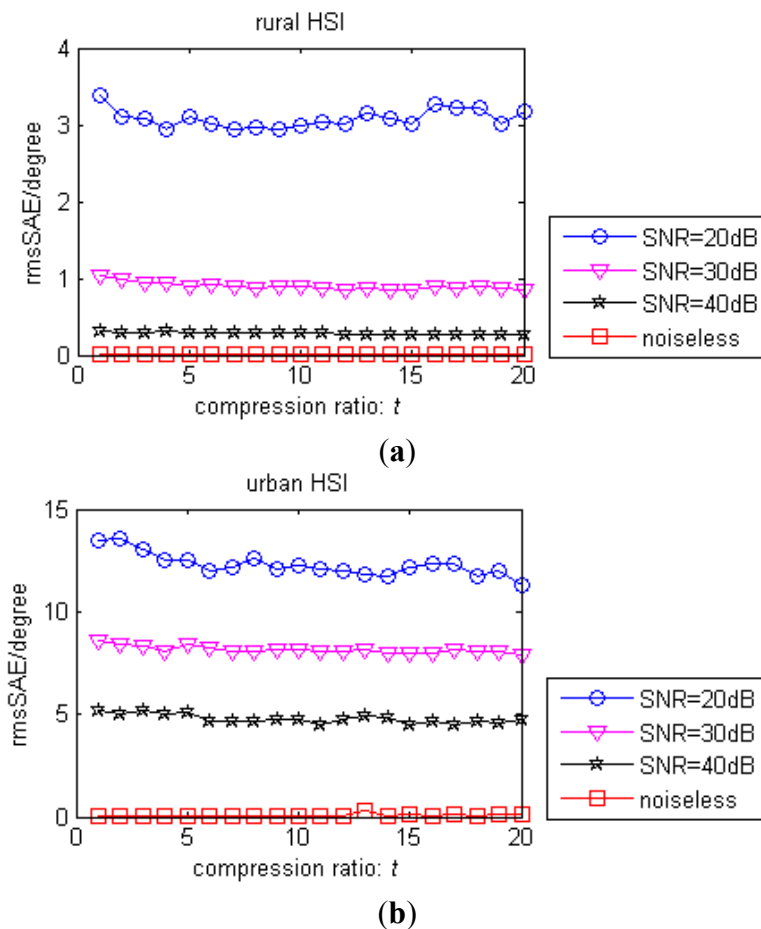 rural HSI
4
3
2
1
0
rmsSAE/degree
0 5 10 15 20
compression ratio: t
SNR=20dB
SNR=30dB
SNR=40dB
noiseless
(a)
urban HSI
15
10
5
0
rmsSAE/degree
0 5 10 15 20
compression ratio: t
SNR=20dB
SNR=30dB
SNR=40dB
noiseless
(b)